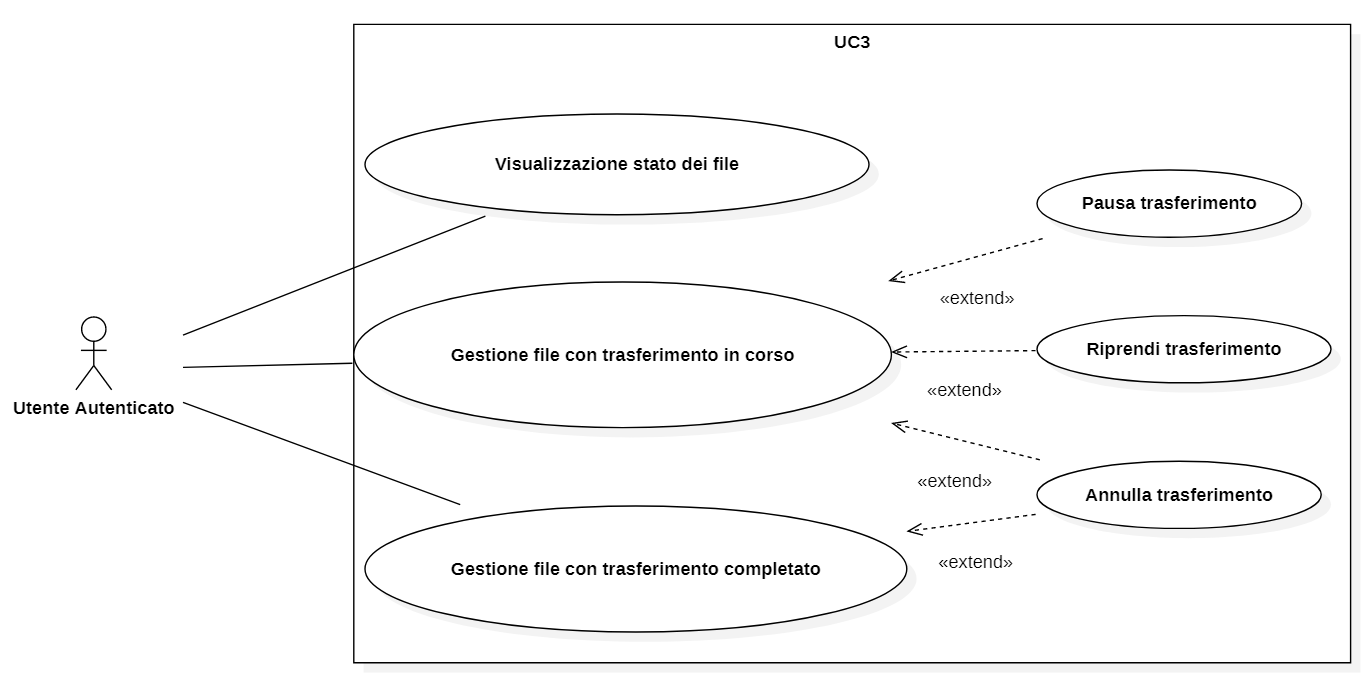 UC3
Visualizzazione stato dei file
Pausa trasferimento
«extend»
Gestione file con trasferimento in corso
Riprendi trasferimento
«extend»
Utente Autenticato
«extend»
Annulla trasferimento
«extend»
Gestione file con trasferimento completato